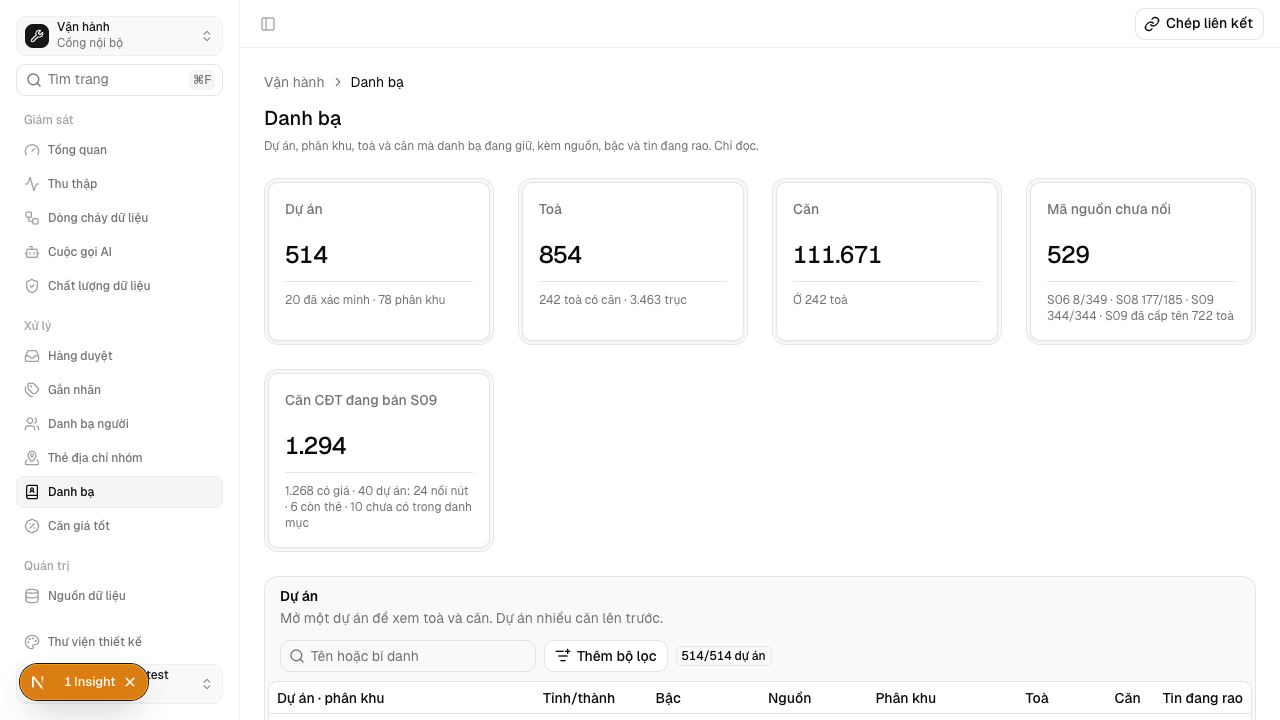 Vận hành
Cổng nội bộ
Tìm trang
⌘F
Giám sát
Tổng quan
Thu thập
Dòng chảy dữ liệu
Cuộc gọi AI
Chất lượng dữ liệu
Xử lý
Hàng duyệt
Gắn nhãn
Danh bạ người
Thẻ địa chỉ nhóm
Danh bạ
Căn giá tốt
Quản trị
Nguồn dữ liệu
Thư viện thiết kế
test
1 Insight
Chép liên kết
Vận hành > Danh bạ
Danh bạ
Dự án, phân khu, toà và căn mà danh bạ đang giữ, kèm nguồn, bậc và tin đang rao. Chỉ đọc.
Dự án
514
20 đã xác minh · 78 phân khu
Toà
854
242 toà có căn · 3.463 trục
Căn
111.671
Ở 242 toà
Mã nguồn chưa nối
529
S06 8/349 · S08 177/185 · S09
344/344 · S09 đã cấp tên 722 toà
Căn CĐT đang bán S09
1.294
1.268 có giá · 40 dự án: 24 nối nút
· 6 còn thẻ · 10 chưa có trong danh
mục
Dự án
Mở một dự án để xem toà và căn. Dự án nhiều căn lên trước.
Tên hoặc bí danh
Thêm bộ lọc
514/514 dự án
Dự án · phân khu Tỉnh/thành Bậc Nguồn Phân khu Toà Căn Tin đang rao